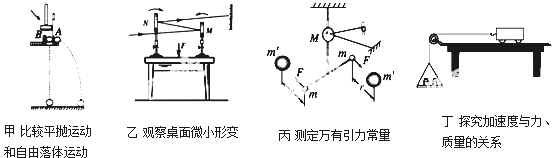 B A
N M F
M m' F m F m m' r r
甲 比较平抛运动
和自由落体运动
乙 观察桌面微小形变
丙 测定万有引力常量
丁 探究加速度与力、
质量的关系